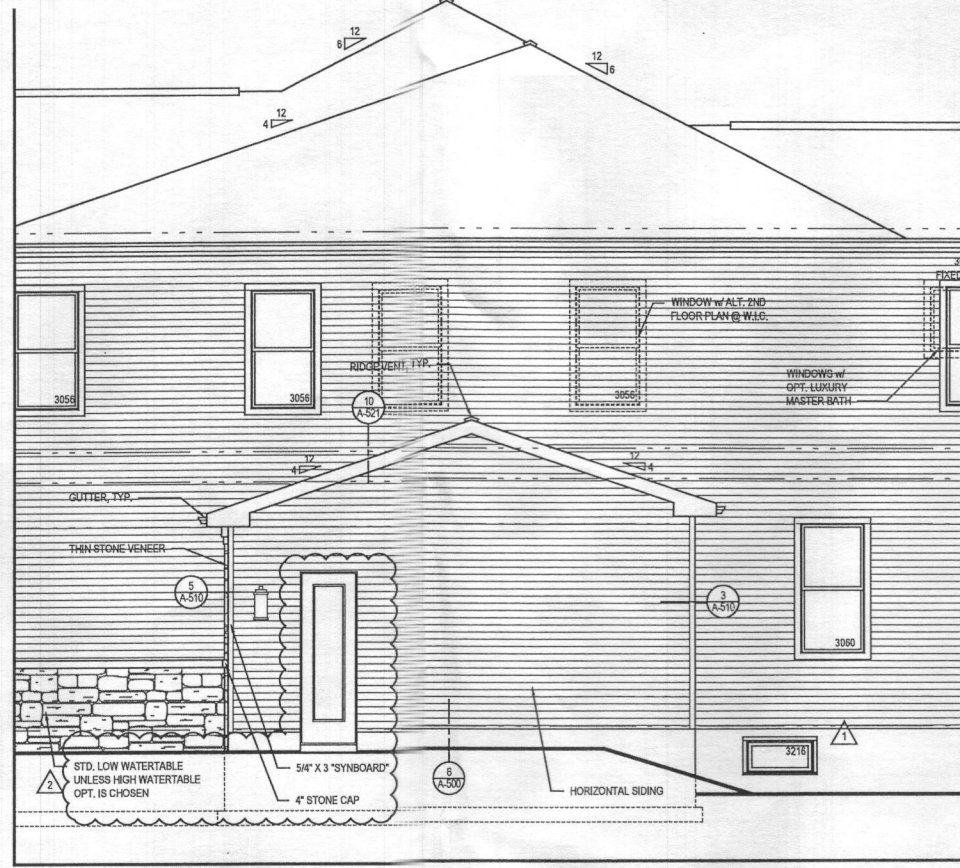 12
6
12
6
12
4
3
FIXED
WINDOW w/ ALT. 2ND
FLOOR PLAN @ W.I.C.
RIDGE VENT, TYP.
WINDOWS w/
OPT. LUXURY
MASTER BATH
3056
3056
3056
10
A-521
12
4
12
4
GUTTER, TYP.
THIN STONE VENEER
5
A-510
3
A-510
3060
1
3216
STD. LOW WATERTABLE
UNLESS HIGH WATERTABLE
OPT. IS CHOSEN
2
5/4" X 3 "SYNBOARD"
4" STONE CAP
6
A-500
HORIZONTAL SIDING